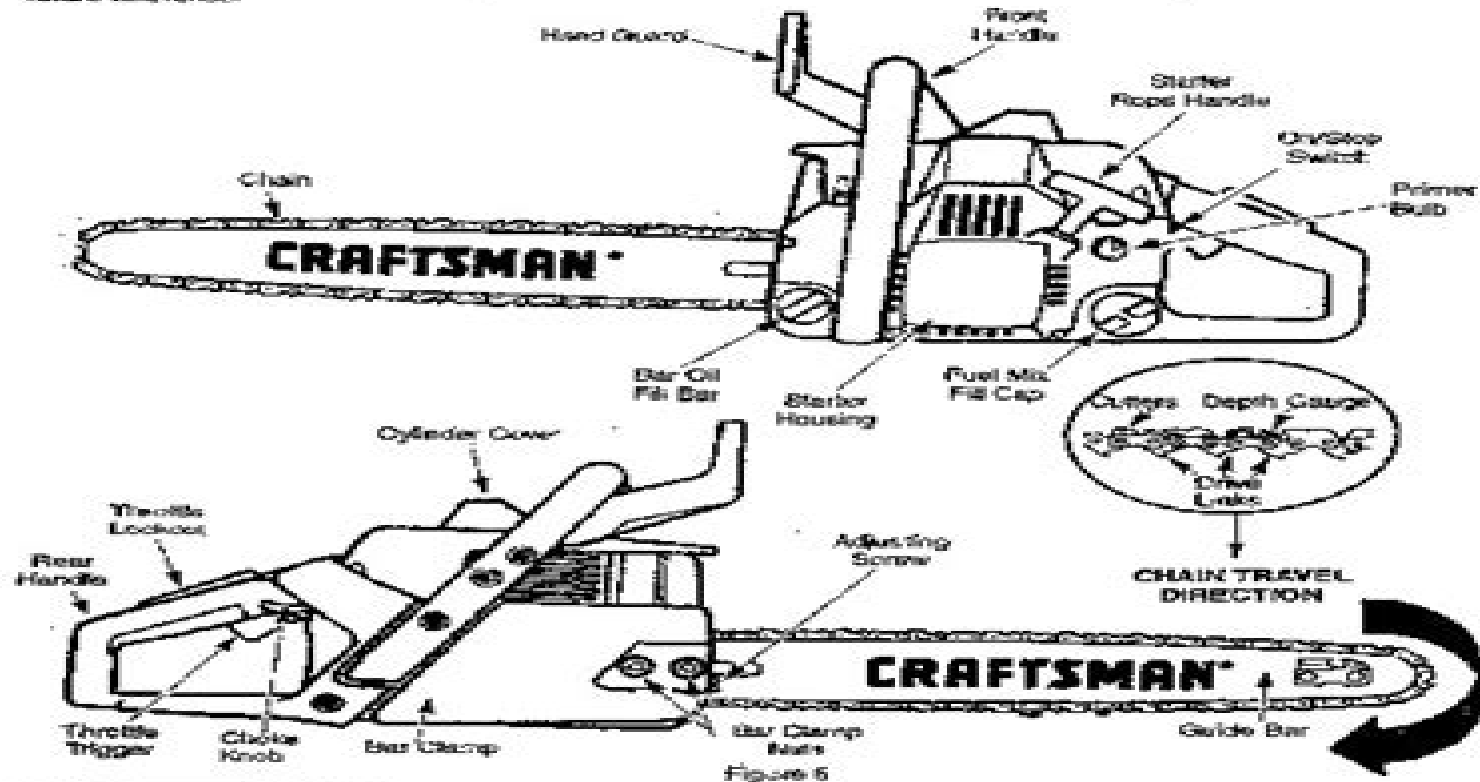 Hand Guard
Front
Handle
Starter
Rope Handle
On/Stop
Switch
Primer
Bulb
Chain
CRAFTSMAN
Bar Oil
Fill Bar
Starter
Housing
Fuel Mix
Fill Cap
Cutters Depth Gauge
Drive
Links
Cylinder Cover
Throttle
Lockout
Rear
Handle
Adjusting
Screw
CHAIN TRAVEL
DIRECTION
CRAFTSMAN
Throttle
Trigger
Choke
Knob
Bar Clamp
Bar Clamp
Nuts
Guide Bar
Figure 6